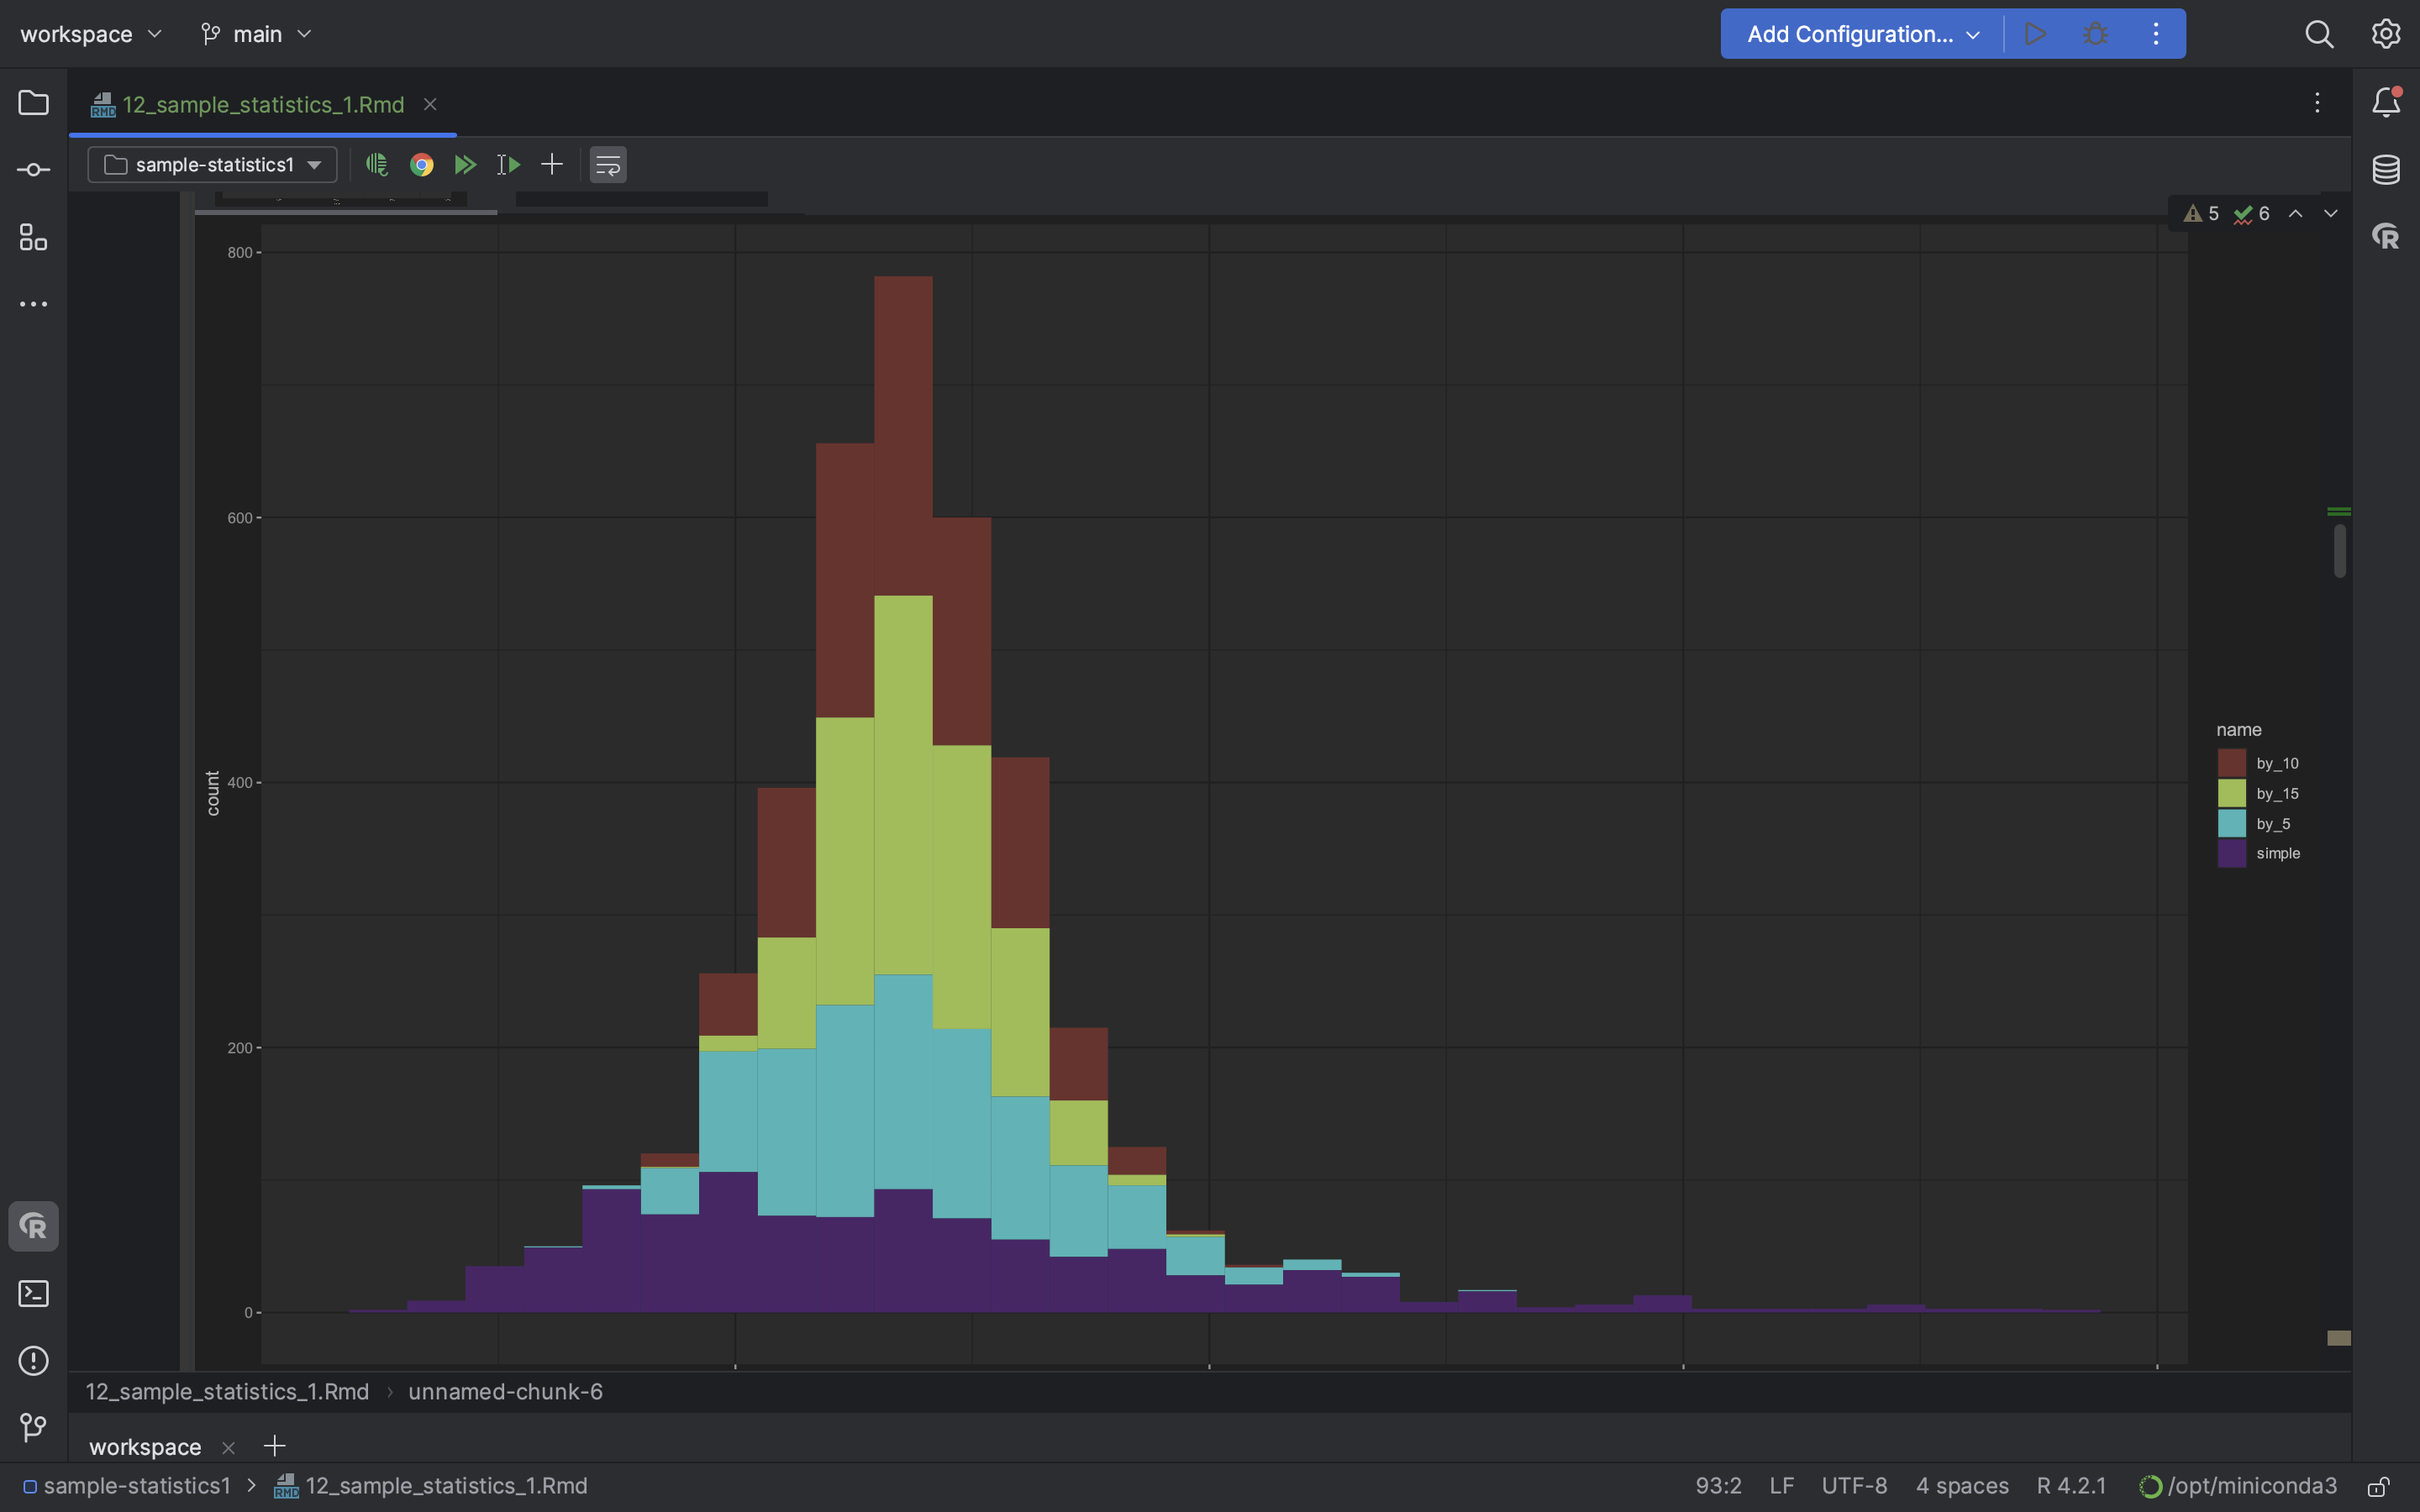 workspace
main
Add Configuration...
12_sample_statistics_1.Rmd
sample-statistics1
5
6
800
600
400
200
0
count
name
by_10
by_15
by_5
simple
12_sample_statistics_1.Rmd
unnamed-chunk-6
workspace
sample-statistics1
12_sample_statistics_1.Rmd
93:2
LF
UTF-8
4 spaces
R 4.2.1
/opt/miniconda3